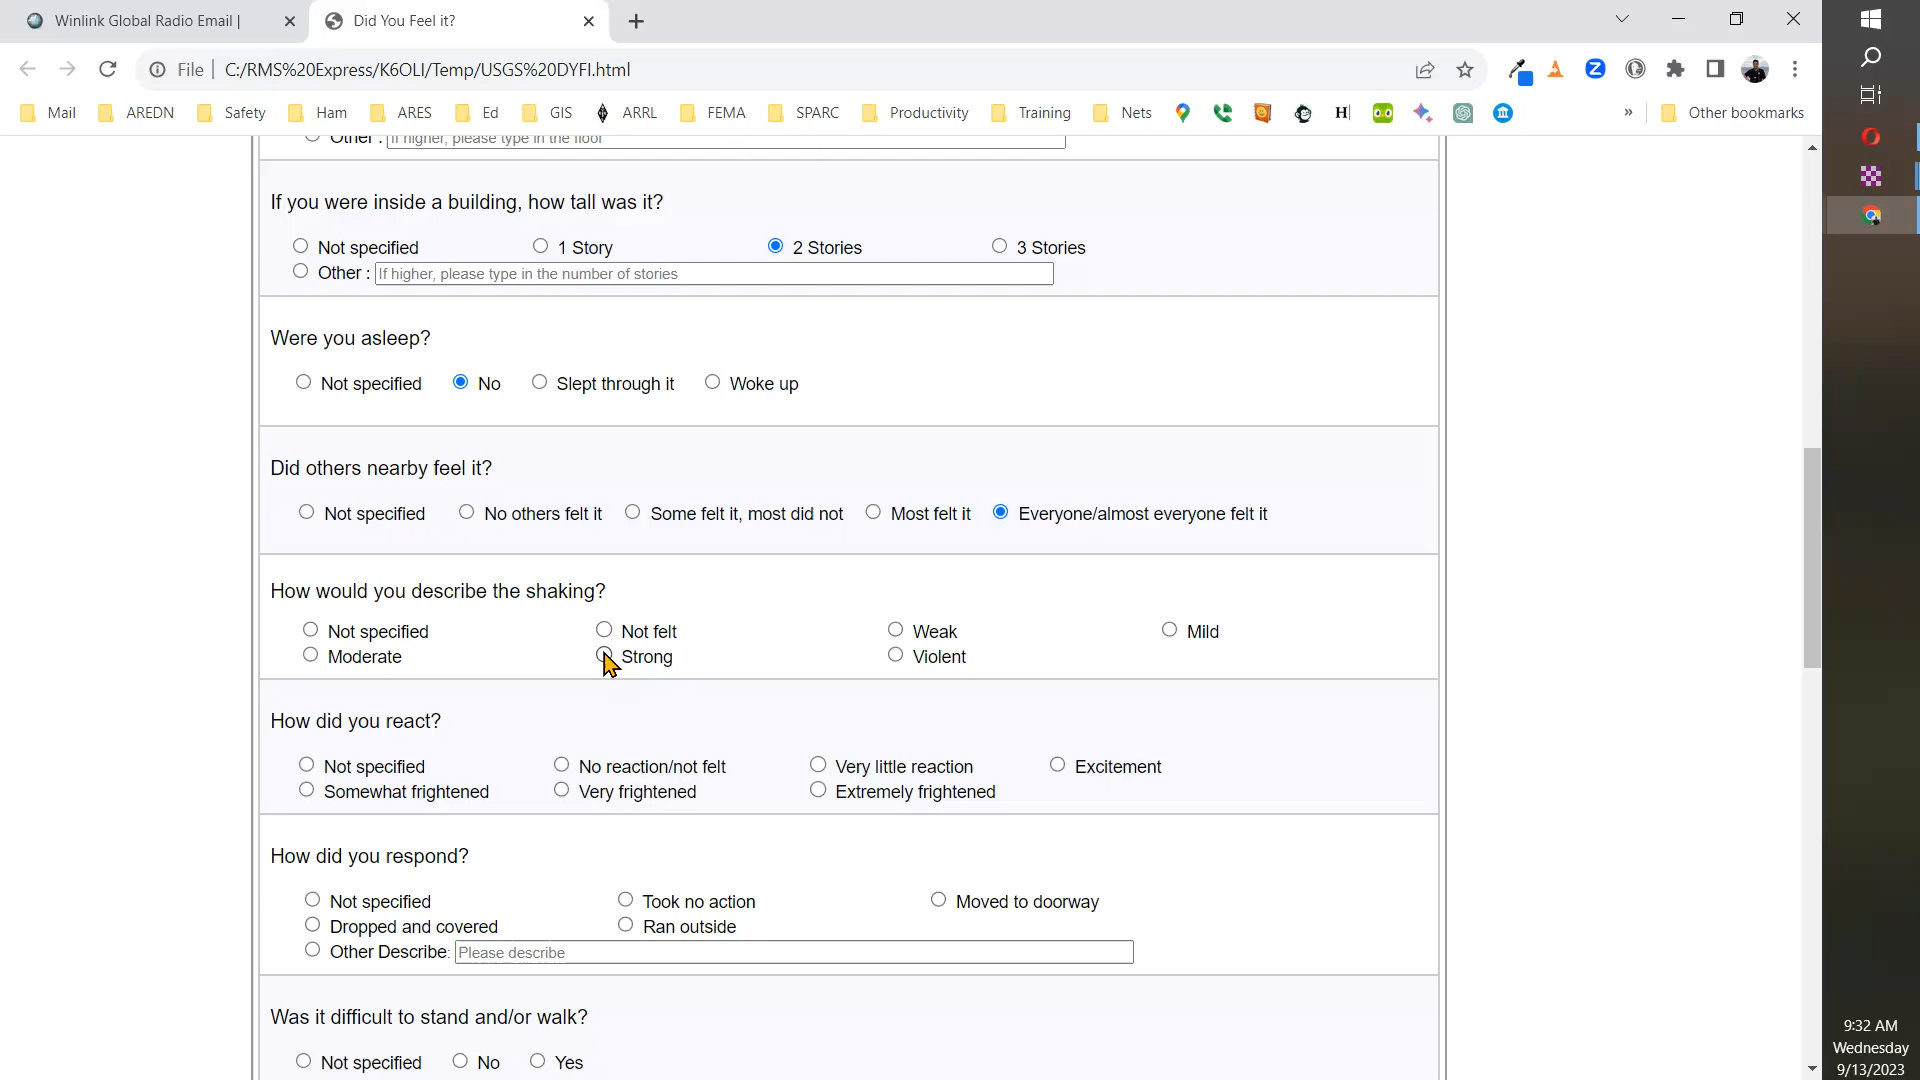 Winlink Global Radio Email |
Did You Feel it?
File
C:/RMS%20Express/K6OLI/Temp/USGS%20DYFI.html
Mail AREDN Safety Ham ARES Ed GIS ARRL FEMA SPARC Productivity Training Nets » Other bookmarks
Other : If higher, please type in the floor
If you were inside a building, how tall was it?
Not specified 1 Story 2 Stories 3 Stories
Other : If higher, please type in the number of stories
Were you asleep?
Not specified No Slept through it Woke up
Did others nearby feel it?
Not specified No others felt it Some felt it, most did not Most felt it Everyone/almost everyone felt it
How would you describe the shaking?
Not specified Not felt Weak Mild
Moderate Strong Violent
How did you react?
Not specified No reaction/not felt Very little reaction Excitement
Somewhat frightened Very frightened Extremely frightened
How did you respond?
Not specified Took no action Moved to doorway
Dropped and covered Ran outside
Other Describe: Please describe
Was it difficult to stand and/or walk?
Not specified No Yes
9:32 AM
Wednesday
9/13/2023